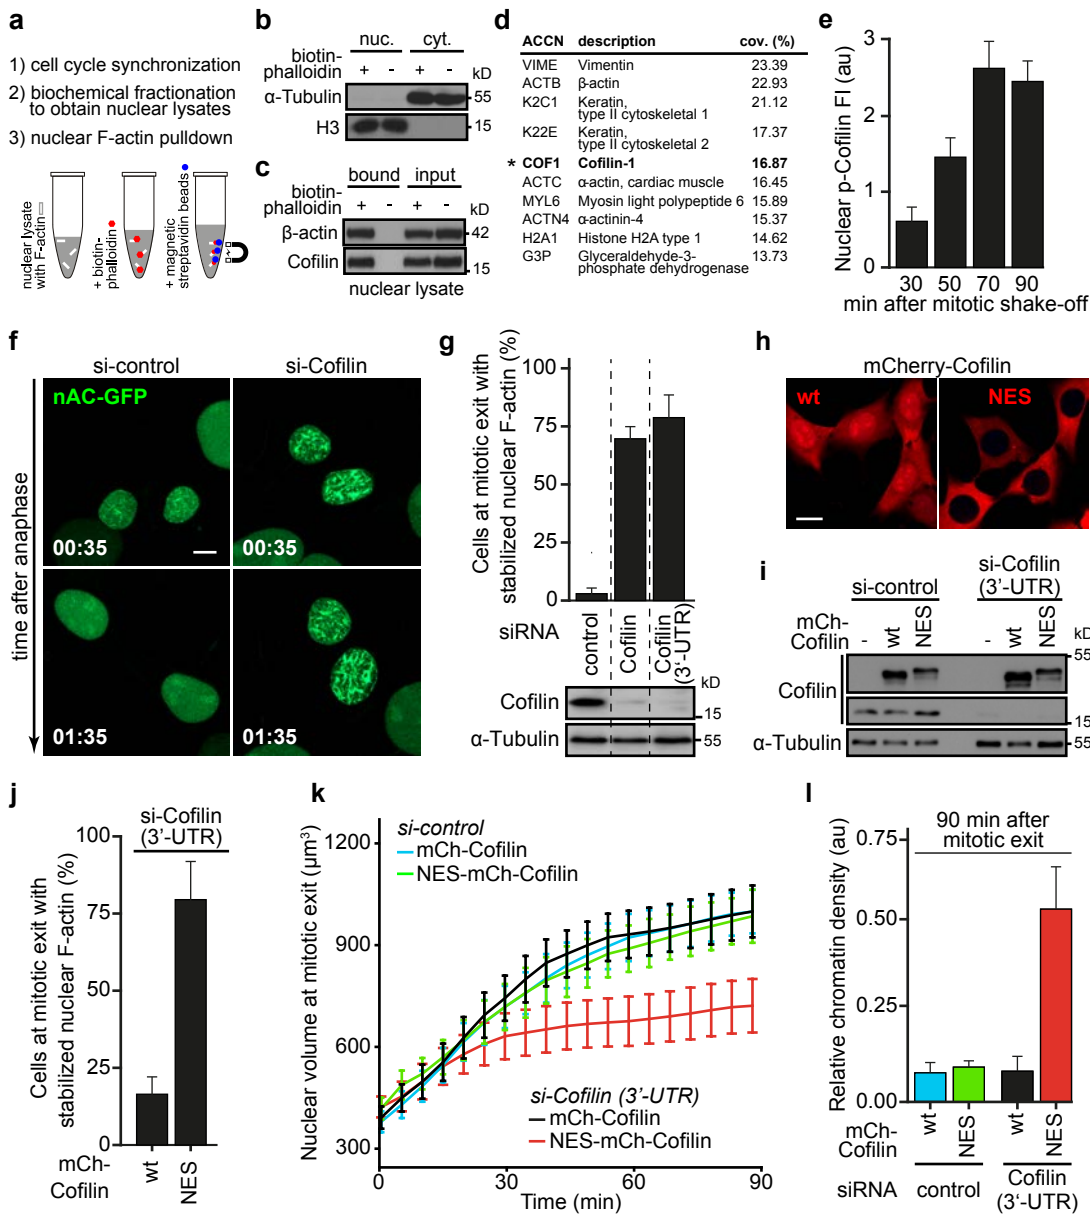 a
1) cell cycle synchronization
2) biochemical fractionation
to obtain nuclear lysates
3) nuclear F-actin pulldown
nuclear lysate
with F-actin
+ biotin-
phalloidin
+ magnetic
streptavidin beads
b
nuc. cyt.
biotin-
phalloidin + - + - kD
α-Tubulin 55
H3 15
c
bound input
biotin-
phalloidin + - + - kD
β-actin 42
Cofilin 15
nuclear lysate
d
ACCN description cov. (%)
VIME Vimentin 23.39
ACTB β-actin 22.93
K2C1 Keratin, 21.12
type II cytoskeletal 1
K22E Keratin, 17.37
type II cytoskeletal 2
* COF1 Cofilin-1 16.87
ACTC α-actin, cardiac muscle 16.45
MYL6 Myosin light polypeptide 6 15.89
ACTN4 α-actinin-4 15.37
H2A1 Histone H2A type 1 14.62
G3P Glyceraldehyde-3- 13.73
phosphate dehydrogenase
e
Nuclear p-Cofilin FI (au)
3
2
1
0
30 50 70 90
min after mitotic shake-off
f
si-control si-Cofilin
time after anaphase
nAC-GFP
00:35 00:35
01:35 01:35
g
Cells at mitotic exit with
stabilized nuclear F-actin (%)
100
75
50
25
0
siRNA control Cofilin Cofilin
(3'-UTR)
kD
Cofilin 15
α-Tubulin 55
h
mCherry-Cofilin
wt NES
i
si-control si-Cofilin
(3'-UTR)
mCh-
Cofilin - wt NES - wt NES kD
55
Cofilin
15
α-Tubulin 55
j
si-Cofilin
(3'-UTR)
Cells at mitotic exit with
stabilized nuclear F-actin (%)
100
75
50
25
0
mCh-
Cofilin wt NES
k
Nuclear volume at mitotic exit (µm³)
1200
900
600
300
si-control
mCh-Cofilin
NES-mCh-Cofilin
si-Cofilin (3'-UTR)
mCh-Cofilin
NES-mCh-Cofilin
0 30 60 90
Time (min)
l
90 min after
mitotic exit
Relative chromatin density (au)
0.75
0.50
0.25
0.00
mCh-
Cofilin wt NES wt NES
siRNA control Cofilin
(3'-UTR)